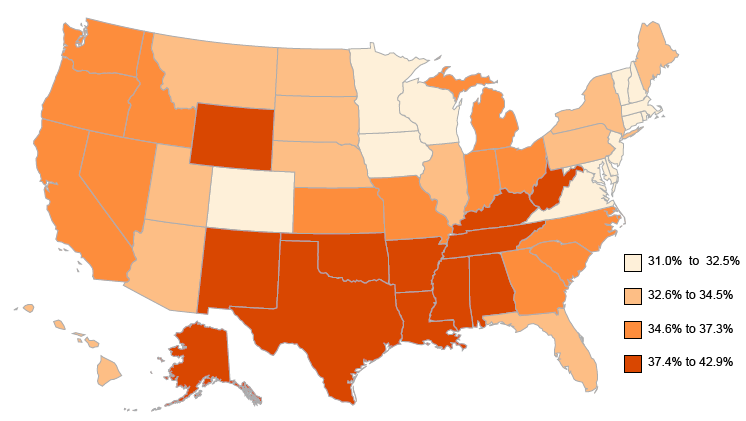 31.0% to 32.5%
32.6% to 34.5%
34.6% to 37.3%
37.4% to 42.9%